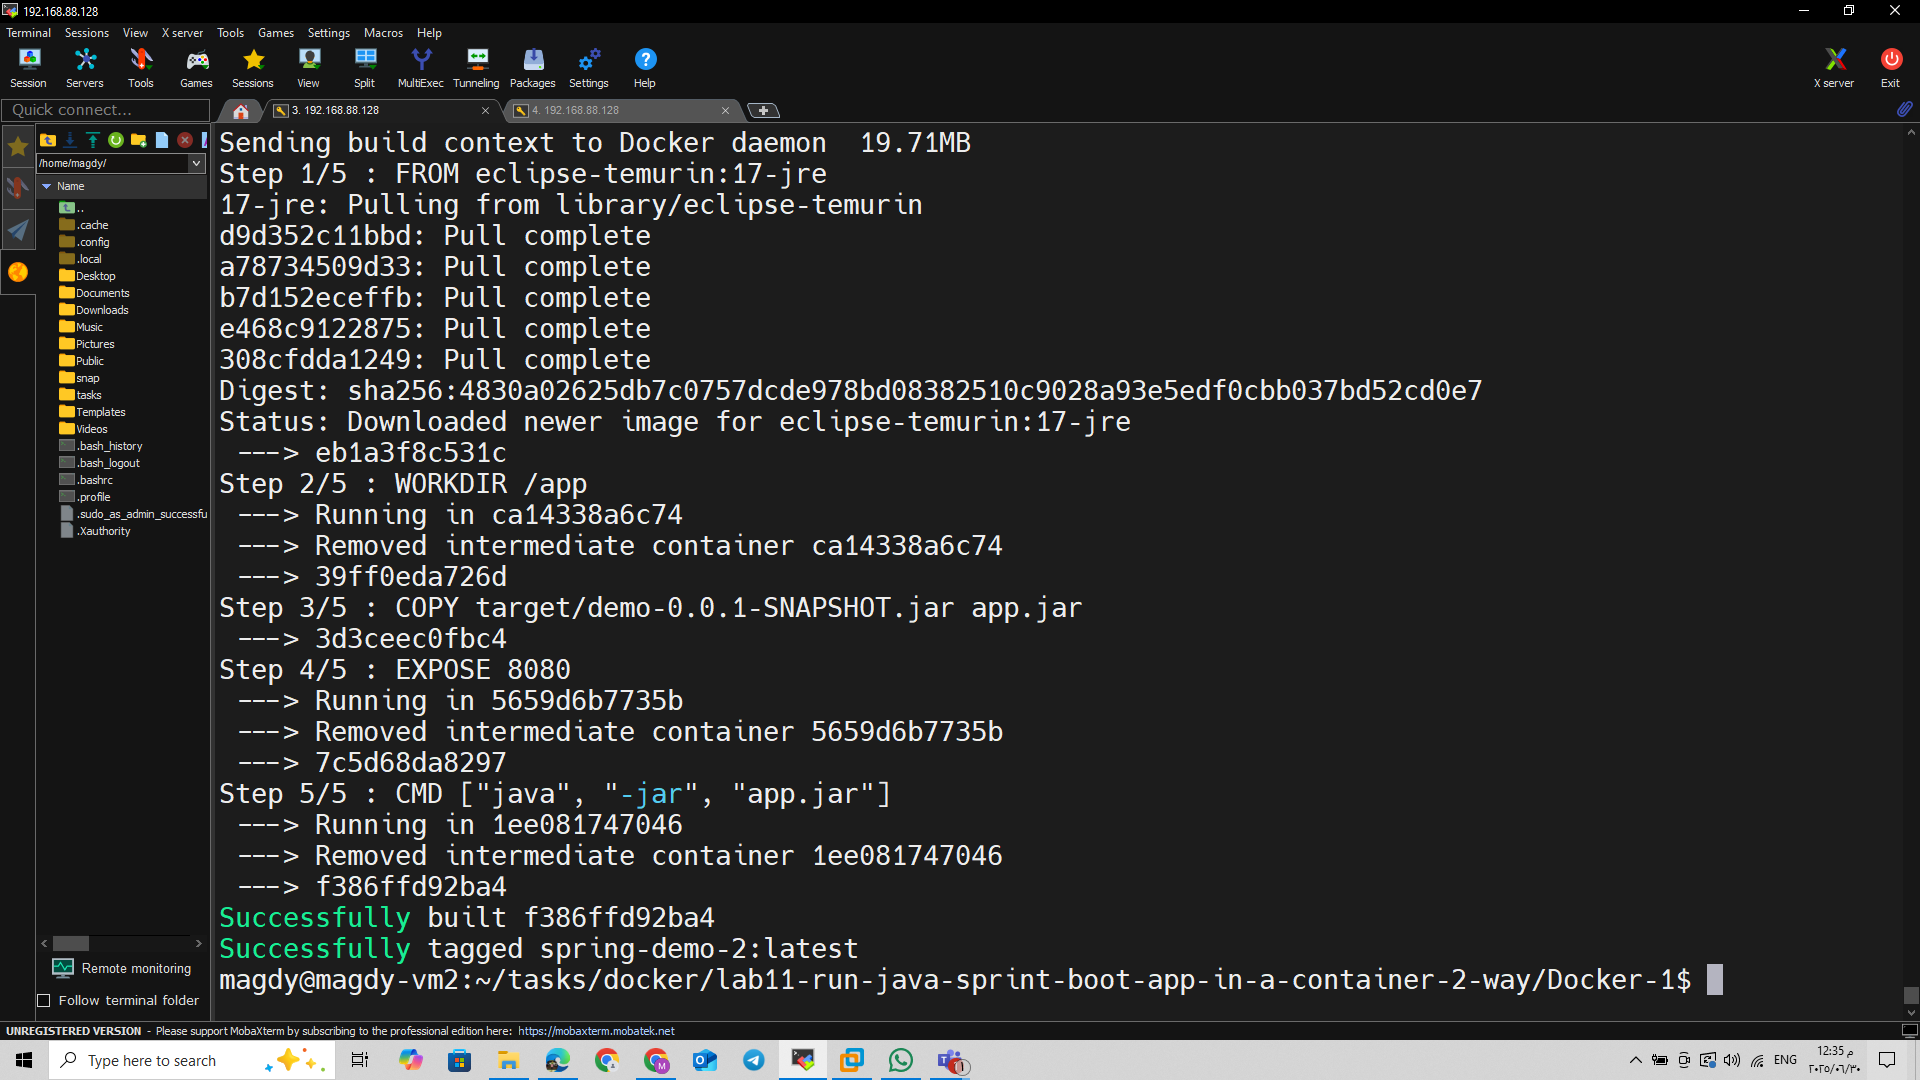 192.168.88.128
Terminal Sessions View X server Tools Games Settings Macros Help
Session Servers Tools Games Sessions View Split MultiExec Tunneling Packages Settings Help X server Exit
Quick connect...
3. 192.168.88.128
4. 192.168.88.128
/home/magdy/
Name
..
.cache
.config
.local
Desktop
Documents
Downloads
Music
Pictures
Public
snap
tasks
Templates
Videos
.bash_history
.bash_logout
.bashrc
.profile
.sudo_as_admin_successfu
.Xauthority
Remote monitoring
Follow terminal folder
Sending build context to Docker daemon  19.71MB
Step 1/5 : FROM eclipse-temurin:17-jre
17-jre: Pulling from library/eclipse-temurin
d9d352c11bbd: Pull complete
a78734509d33: Pull complete
b7d152eceffb: Pull complete
e468c9122875: Pull complete
308cfdda1249: Pull complete
Digest: sha256:4830a02625db7c0757dcde978bd08382510c9028a93e5edf0cbb037bd52cd0e7
Status: Downloaded newer image for eclipse-temurin:17-jre
 ---> eb1a3f8c531c
Step 2/5 : WORKDIR /app
 ---> Running in ca14338a6c74
 ---> Removed intermediate container ca14338a6c74
 ---> 39ff0eda726d
Step 3/5 : COPY target/demo-0.0.1-SNAPSHOT.jar app.jar
 ---> 3d3ceec0fbc4
Step 4/5 : EXPOSE 8080
 ---> Running in 5659d6b7735b
 ---> Removed intermediate container 5659d6b7735b
 ---> 7c5d68da8297
Step 5/5 : CMD ["java", "-jar", "app.jar"]
 ---> Running in 1ee081747046
 ---> Removed intermediate container 1ee081747046
 ---> f386ffd92ba4
Successfully built f386ffd92ba4
Successfully tagged spring-demo-2:latest
magdy@magdy-vm2:~/tasks/docker/lab11-run-java-sprint-boot-app-in-a-container-2-way/Docker-1$
UNREGISTERED VERSION - Please support MobaXterm by subscribing to the professional edition here: https://mobaxterm.mobatek.net
Type here to search
ENG
12:35 م
٢٠٢٥/٠٦/٣٠